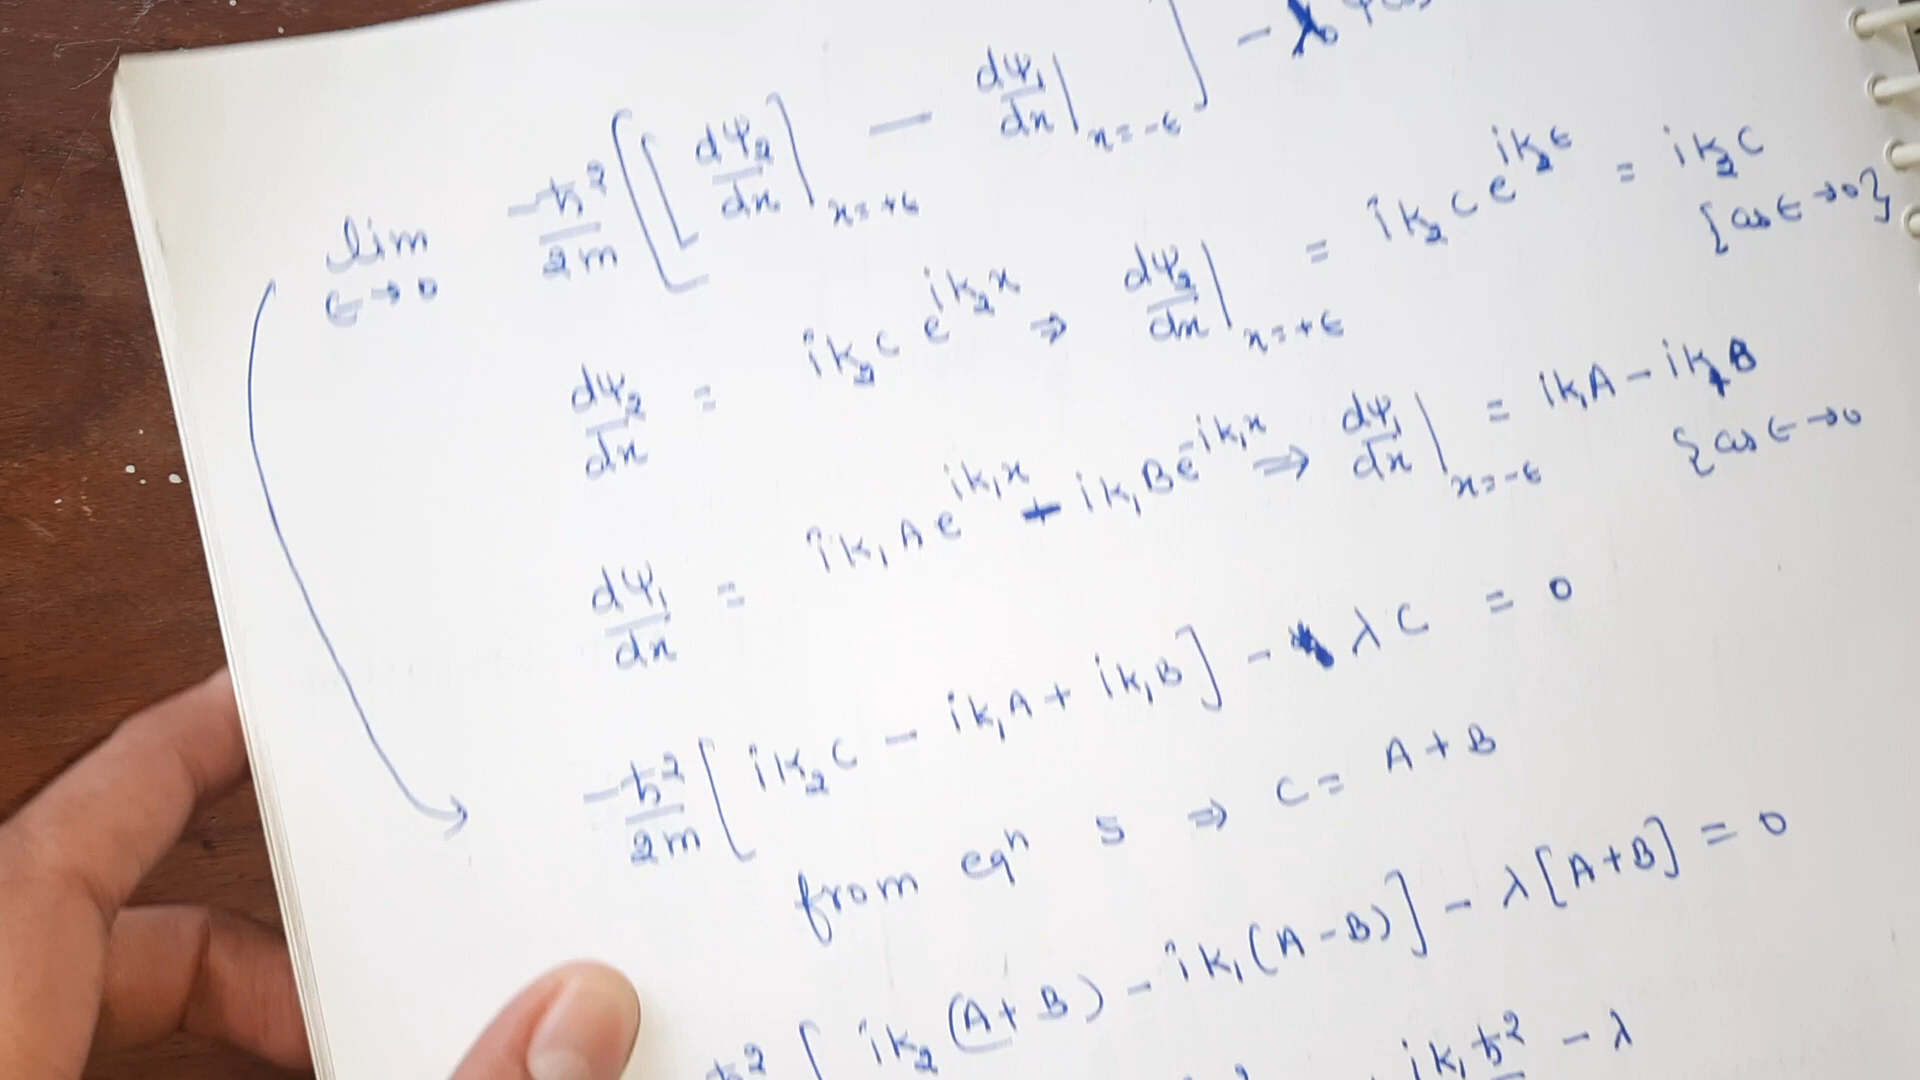 lim ε→0 -ħ²/2m [[dψ₂/dx]|x=+ε − dψ₁/dx|x=-ε] − λ
dψ₂/dx = ik₂C e^{ik₂x} ⇒ dψ₂/dx|x=+ε = ik₂C e^{ik₂ε} = ik₂C {as ε→0}
dψ₁/dx = ik₁A e^{ik₁x} + ik₁B e^{-ik₁x} ⇒ dψ₁/dx|x=-ε = ik₁A − ik₁B {as ε→0
-ħ²/2m [ik₂C − ik₁A + ik₁B] − λC = 0
from eqⁿ 5 ⇒ C = A + B
ħ² [ik₂(A+B) − ik₁(A−B)] − λ[A+B] = 0
ik₁ħ² − λ